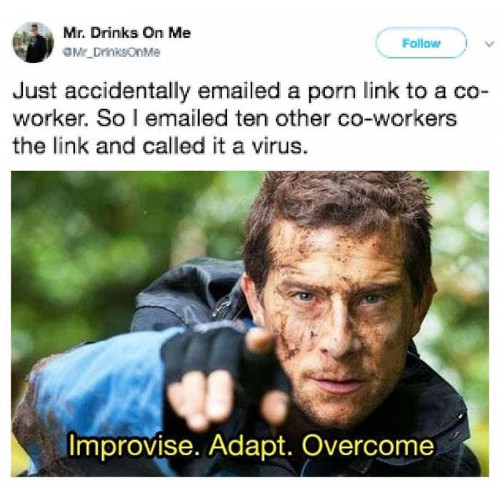 Mr. Drinks On Me
@Mr_DrinksOnMe
Follow
Just accidentally emailed a porn link to a co-
worker. So I emailed ten other co-workers
the link and called it a virus.
Improvise. Adapt. Overcome